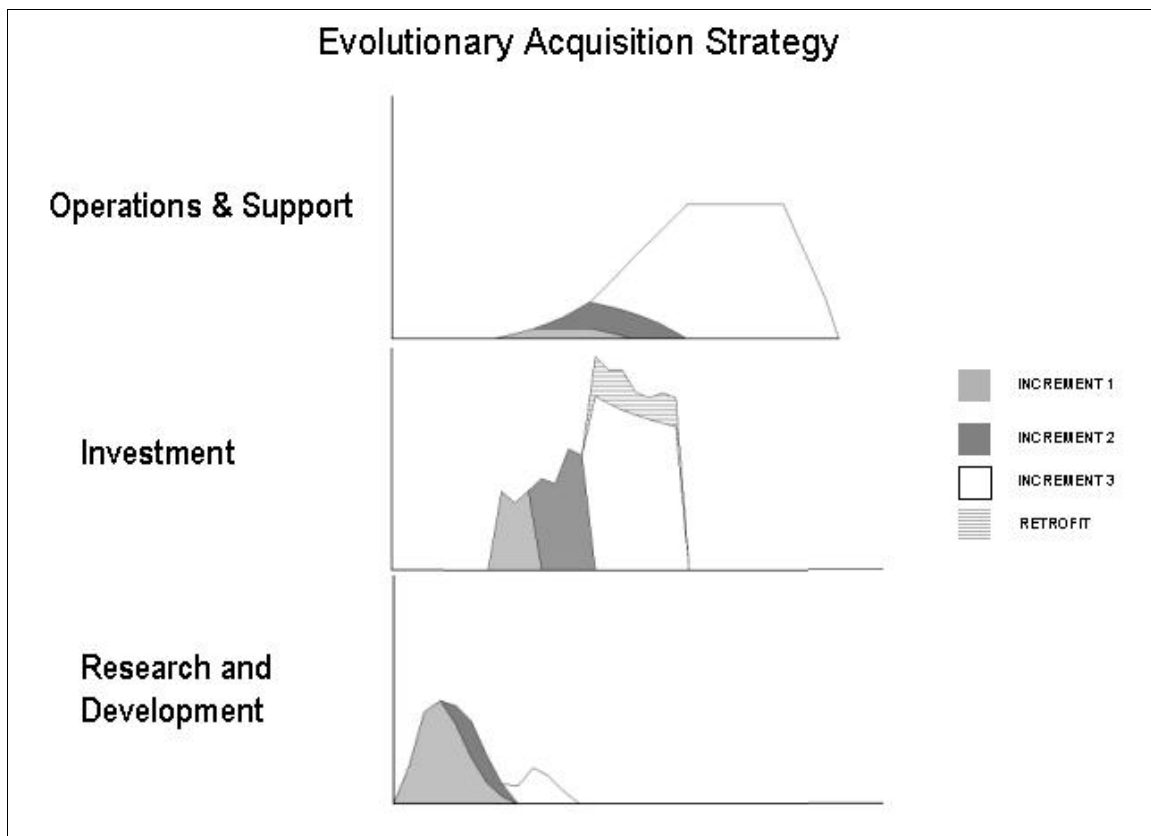 Evolutionary Acquisition Strategy
Operations & Support
Investment
Research and
Development
INCREMENT 1
INCREMENT 2
INCREMENT 3
RETROFIT